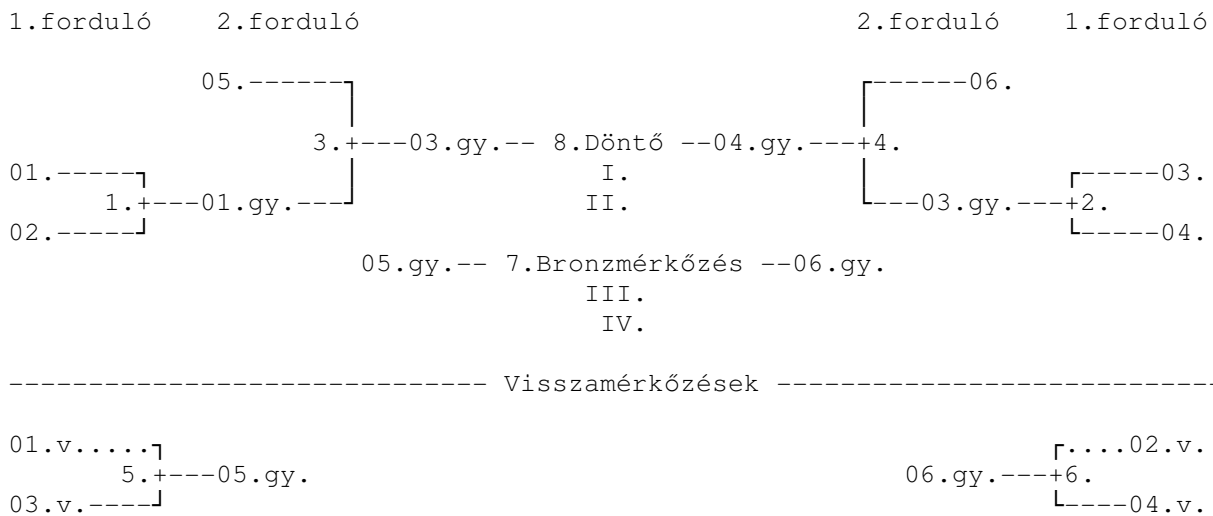 1.forduló 2.forduló 2.forduló 1.forduló
05.------┐ ┌------06.
3.+---03.gy.-- 8.Döntő --04.gy.---+4.
01.-----┐ I. ┌-----03.
1.+---01.gy.---┘ II. └---03.gy.---+2.
02.-----┘ └-----04.
05.gy.-- 7.Bronzmérkőzés --06.gy.
III.
IV.
------------------------------ Visszamérkőzések ----------------------------
01.v.....┐ ┌....02.v.
5.+---05.gy. 06.gy.---+6.
03.v.----┘ └----04.v.